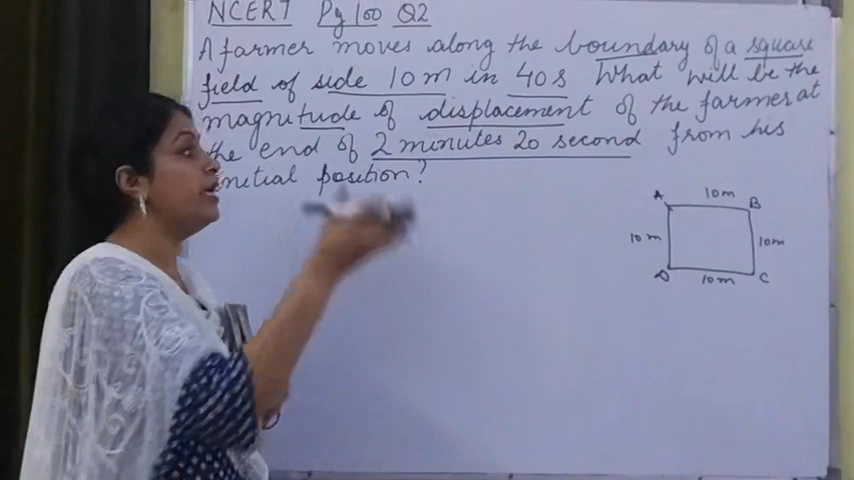 NCERT Pg 100 Q2
A farmer moves along the boundary of a square
field of side 10 m in 40 s What will be the
magnitude of displacement of the farmer at
the end of 2 minutes 20 second from his
initial position?
A 10m B
10 m 10m
D 10m C